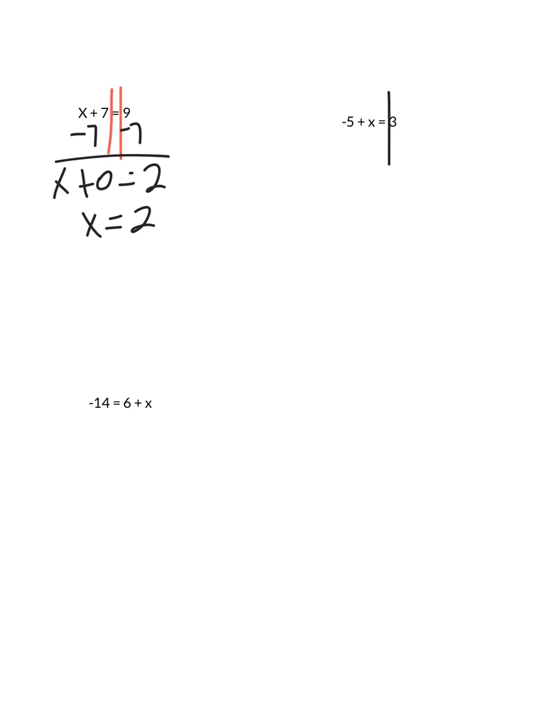 X + 7 = 9
-7 -7
x + 0 = 2
x = 2
-5 + x = 3
-14 = 6 + x